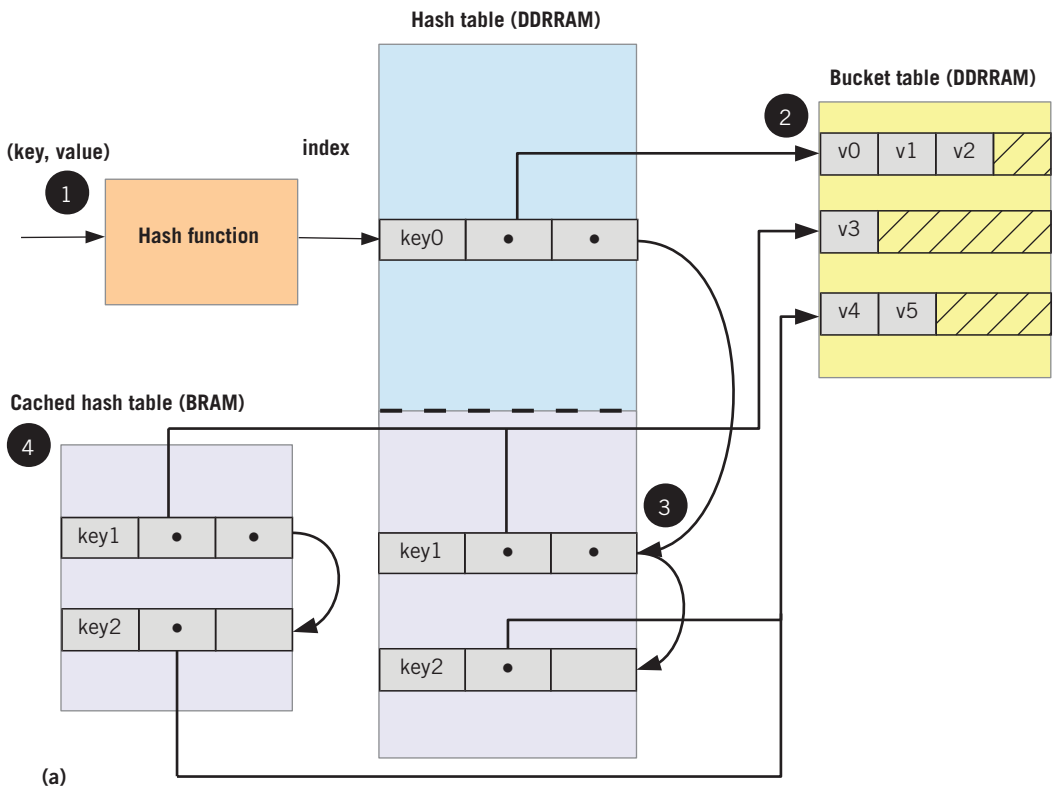 Hash table (DDRRAM)
Bucket table (DDRRAM)
2
v0 v1 v2
(key, value)
index
1
Hash function
key0
v3
v4 v5
Cached hash table (BRAM)
4
3
key1
key1
key2
key2
(a)